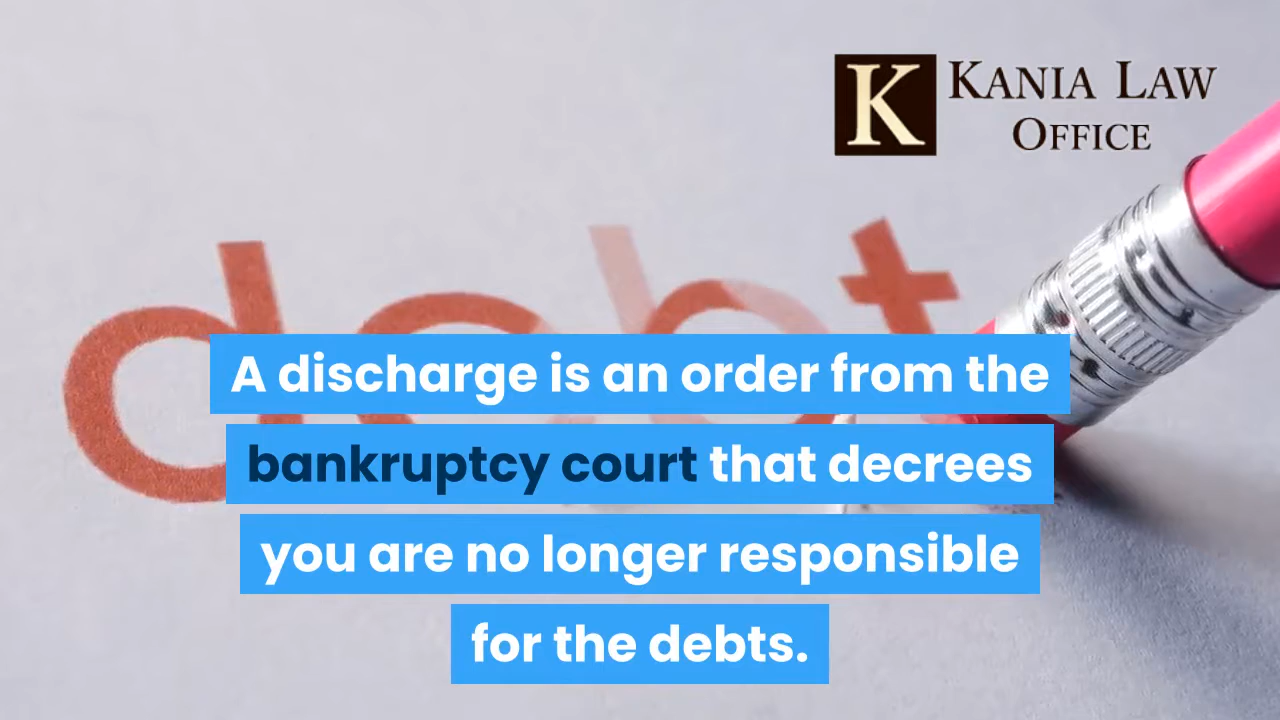 K
KANIA LAW
OFFICE
debt
A discharge is an order from the
bankruptcy court that decrees
you are no longer responsible
for the debts.